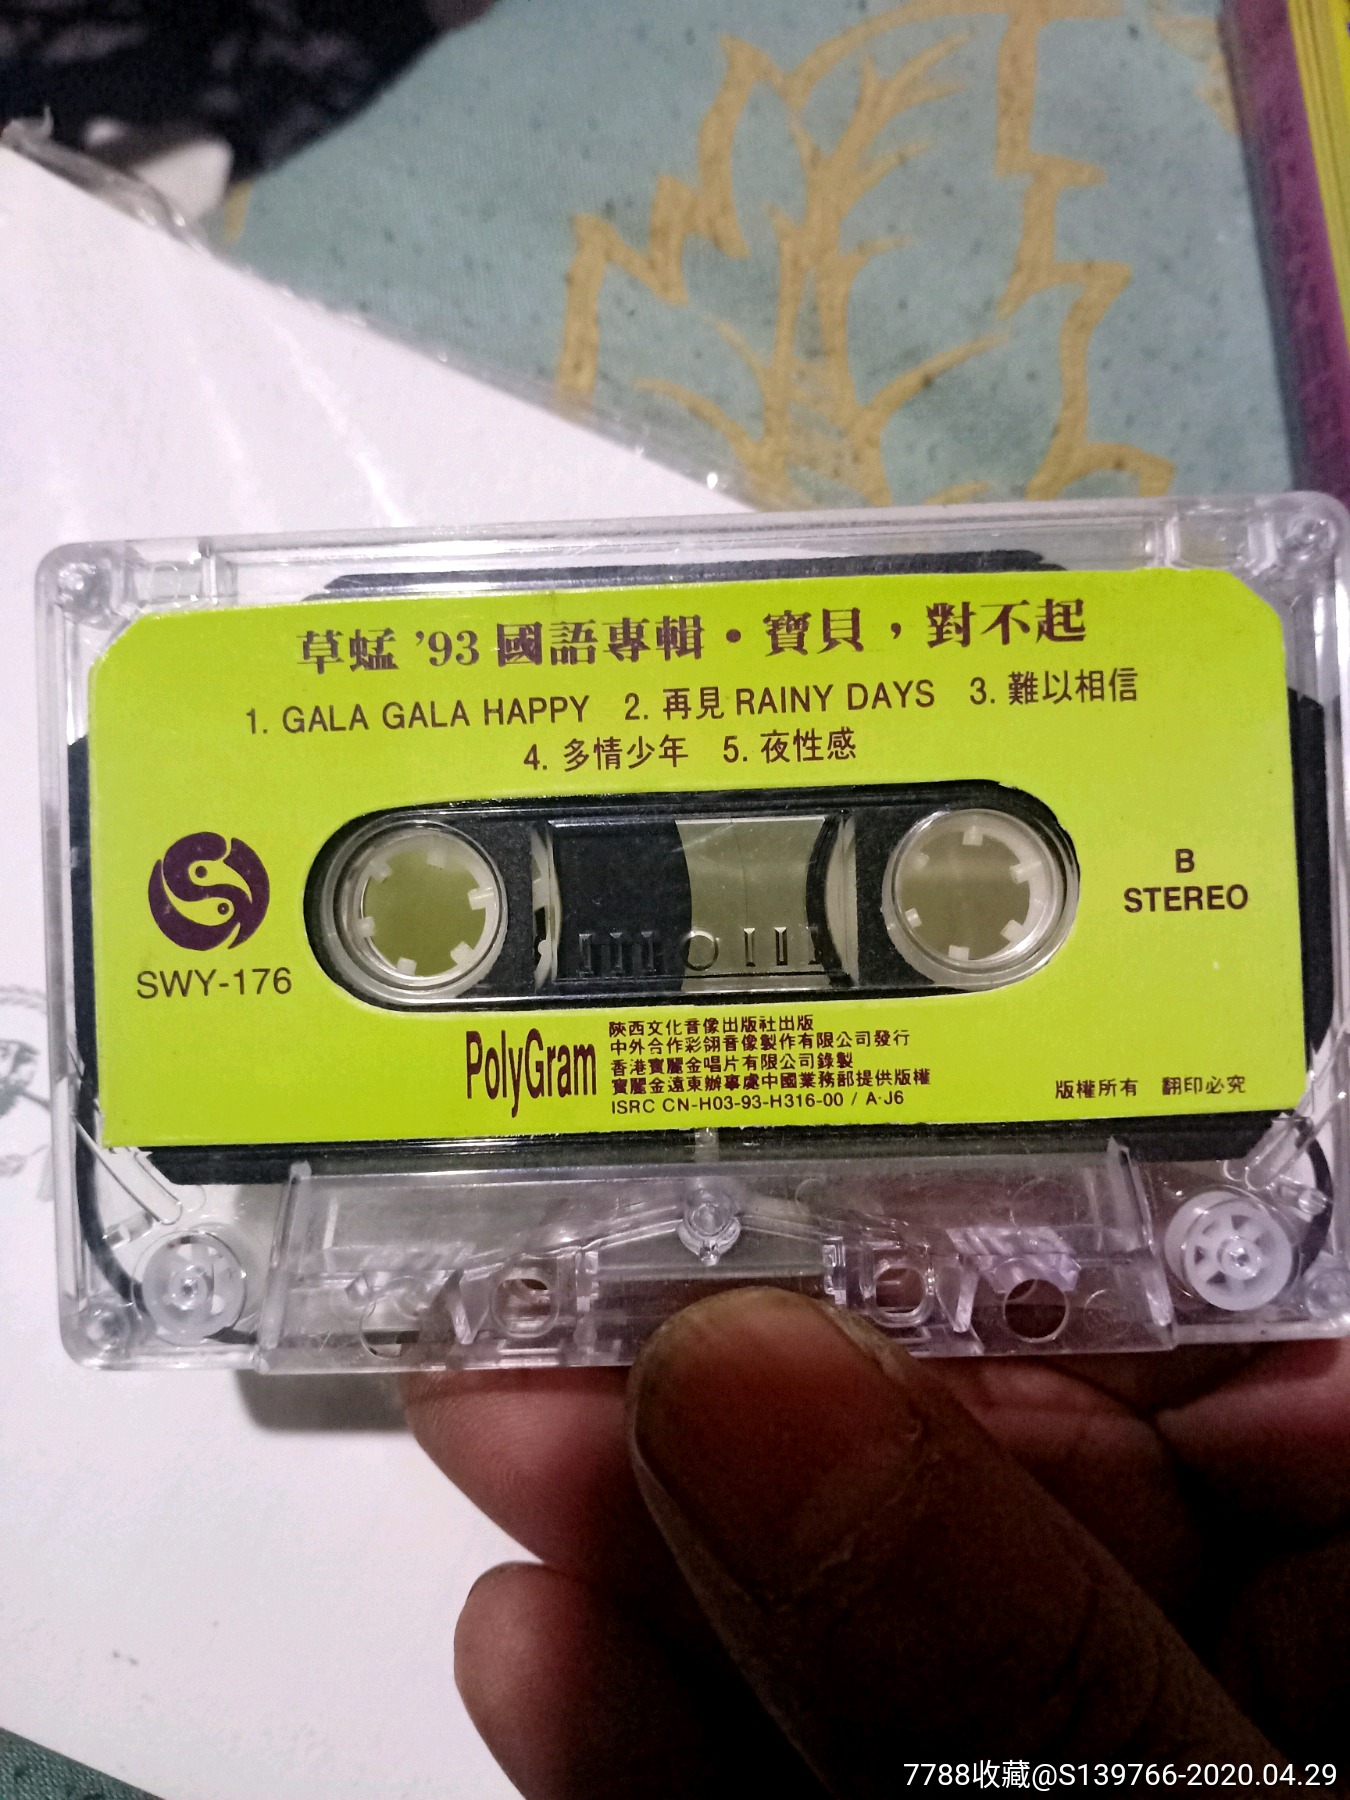 草蜢 '93 國語專輯・寶貝，對不起
1. GALA GALA HAPPY 2. 再見 RAINY DAYS 3. 難以相信
4. 多情少年 5. 夜性感
B
STEREO
SWY-176
PolyGram
陝西文化音像出版社出版
中外合作彩翎音像製作有限公司發行
香港寶麗金唱片有限公司錄製
寶麗金遠東辦事處中國業務部提供版權
ISRC CN-H03-93-H316-00 / A·J6
版權所有 翻印必究
7788收藏@S139766-2020.04.29